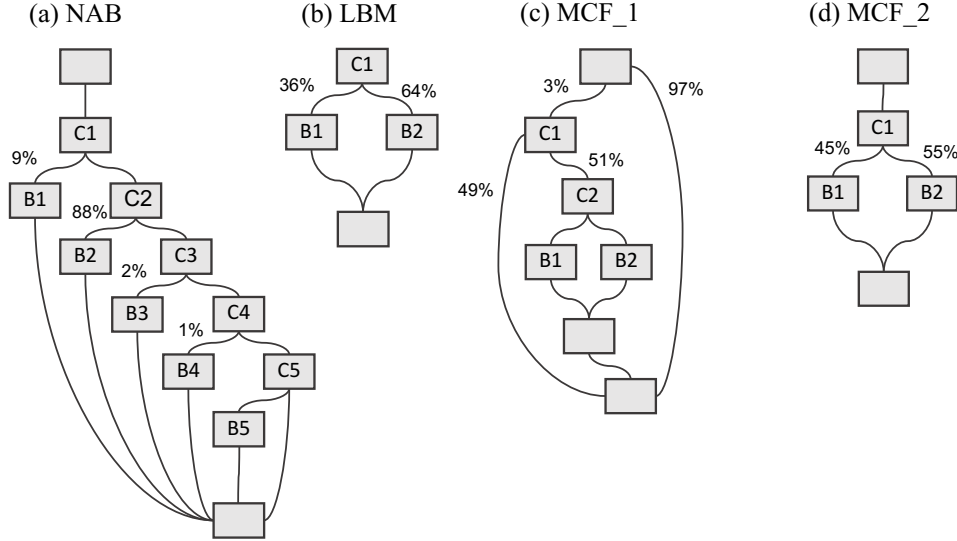 (a) NAB
C1
9%
B1
C2
88%
B2
C3
2%
B3
C4
1%
B4
C5
B5
(b) LBM
C1
36%
64%
B1
B2
(c) MCF_1
3%
97%
C1
51%
49%
C2
B1
B2
(d) MCF_2
C1
45%
55%
B1
B2